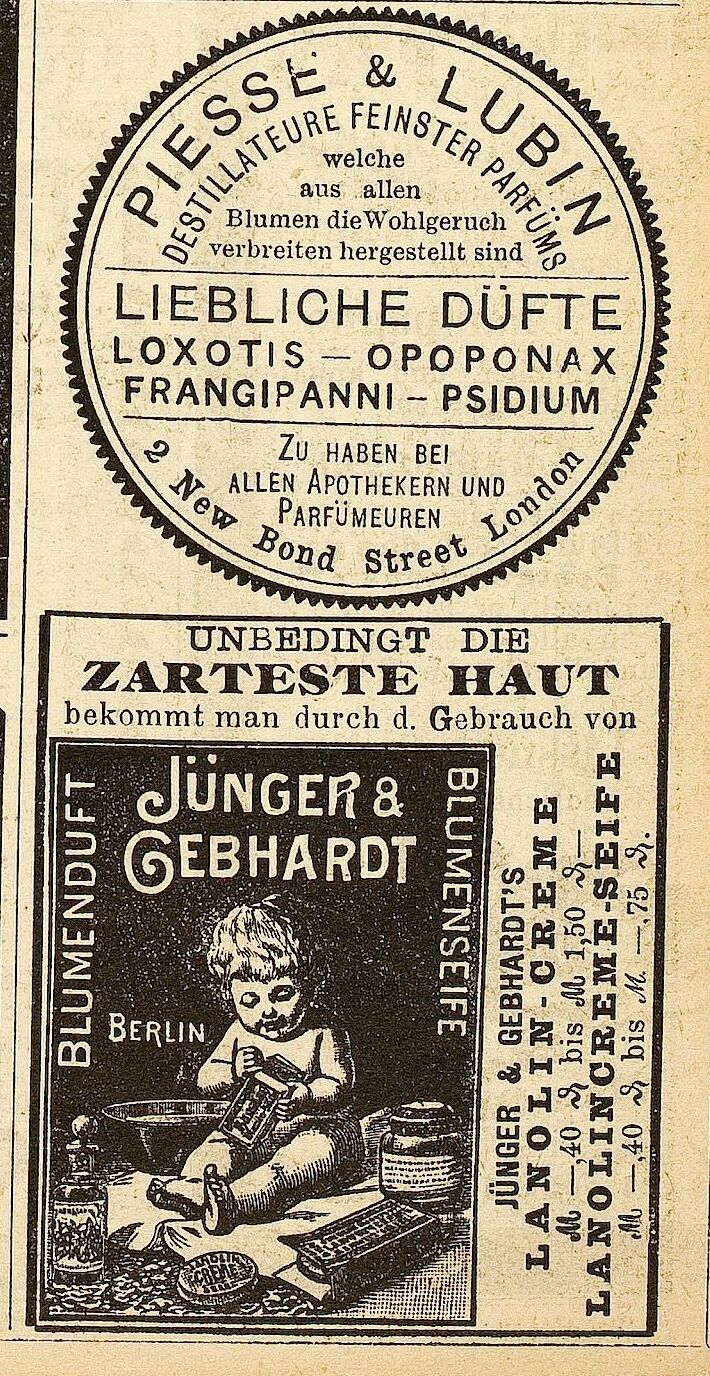 PIESSE & LUBIN
DESTILLATEURE FEINSTER PARFÜMS
welche
aus allen
Blumen die Wohlgeruch
verbreiten hergestellt sind
LIEBLICHE DÜFTE
LOXOTIS — OPOPONAX
FRANGIPANNI – PSIDIUM
ZU HABEN BEI
ALLEN APOTHEKERN UND
PARFÜMEUREN
2 New Bond Street London
UNBEDINGT DIE
ZARTESTE HAUT
bekommt man durch d. Gebrauch von
BLUMENDUFT
JÜNGER &
GEBHARDT
BLUMENSEIFE
BERLIN
CREME
JÜNGER & GEBHARDT'S
LANOLIN-CREME
M —,40 ₰ bis M 1,50 ₰ —
LANOLINCREME-SEIFE
M —,40 ₰ bis M. —,75 ₰.